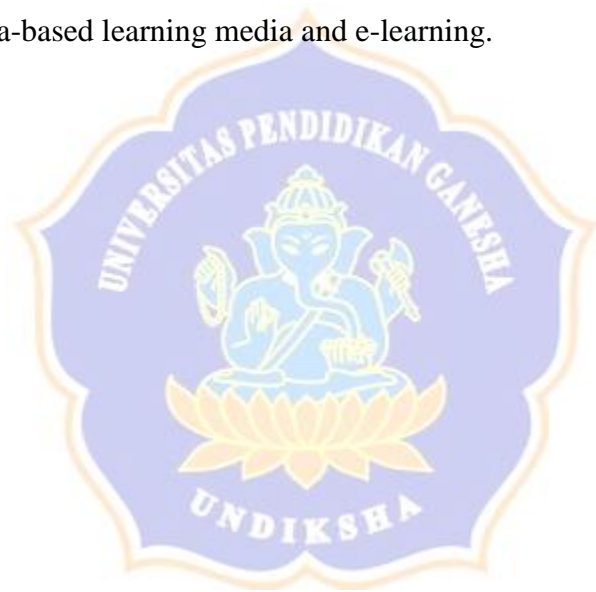 a-based learning media and e-learning.
UNIVERSITAS PENDIDIKAN GANESHA
UNDIKSHA